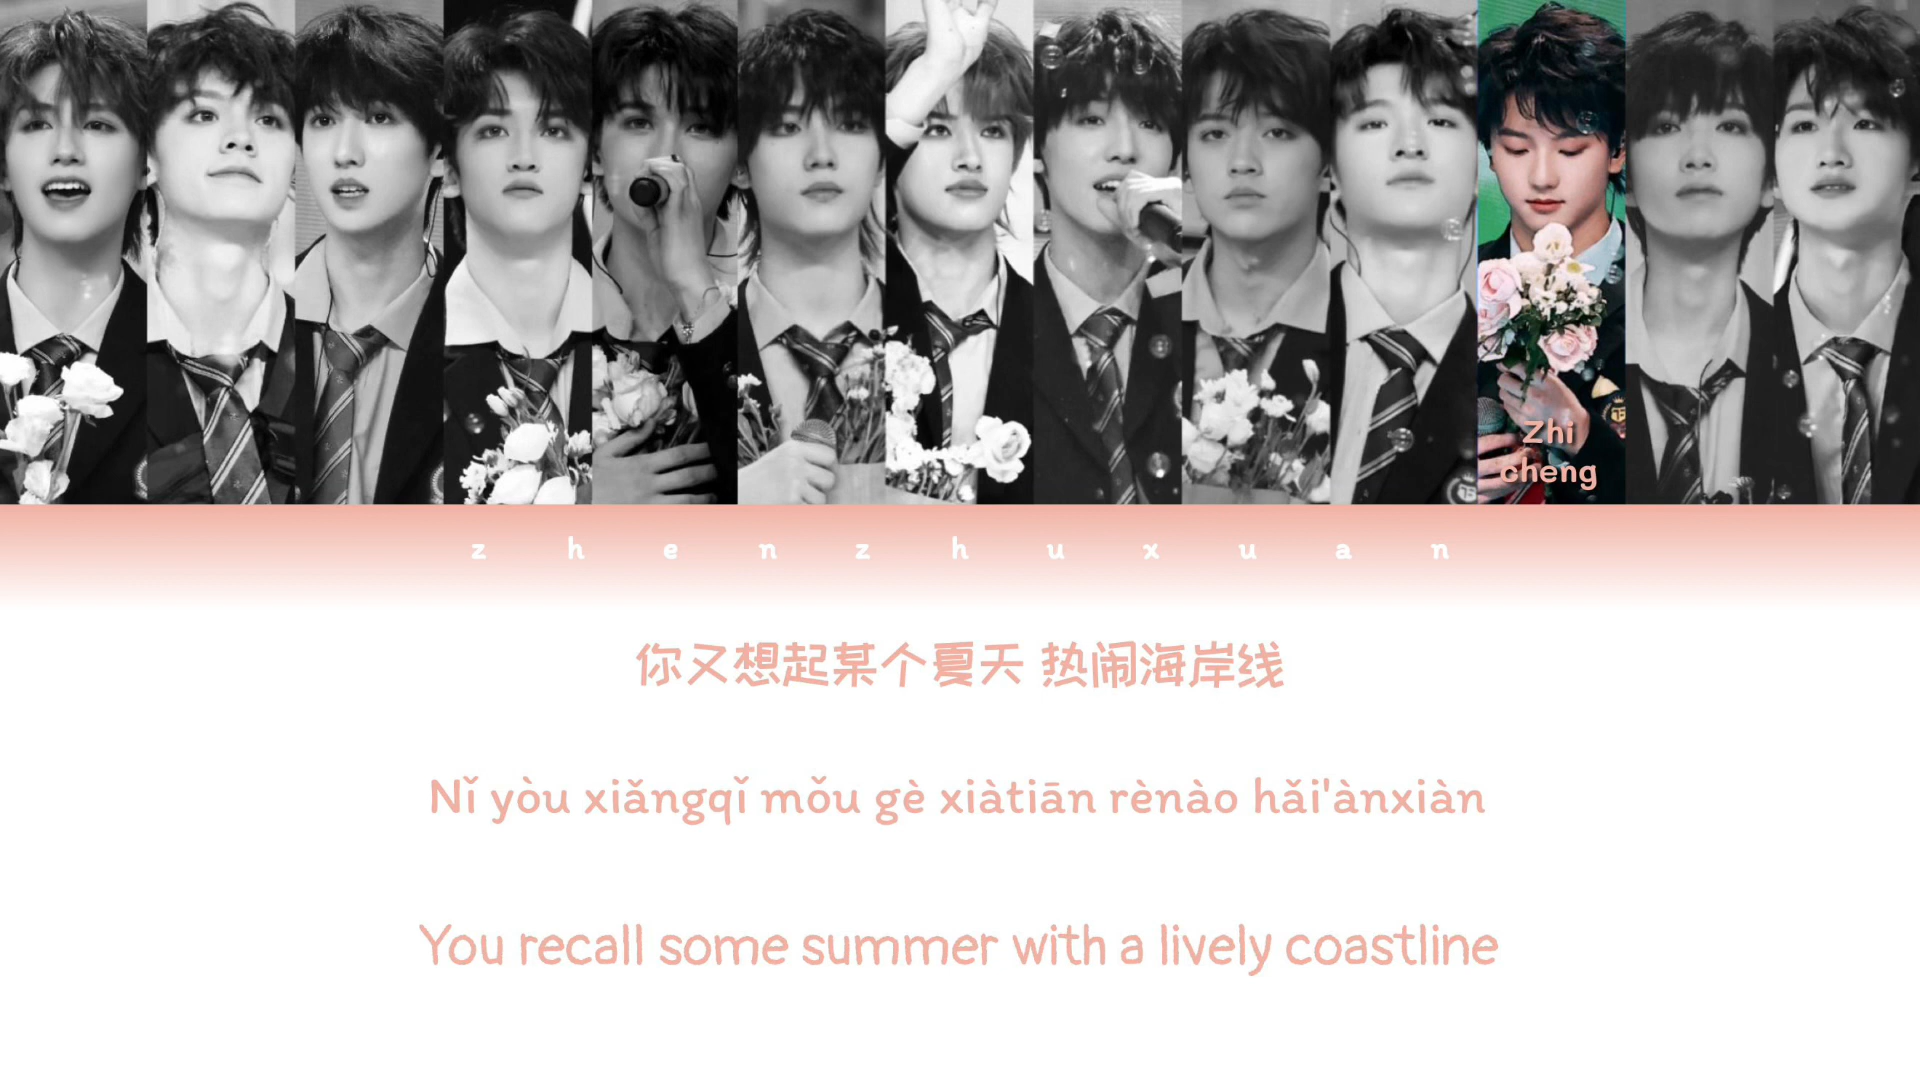 Zhi
cheng
z h e n z h u x u a n
你又想起某个夏天 热闹海岸线
Nǐ yòu xiǎngqǐ mǒu gè xiàtiān rènào hǎi'ànxiàn
You recall some summer with a lively coastline